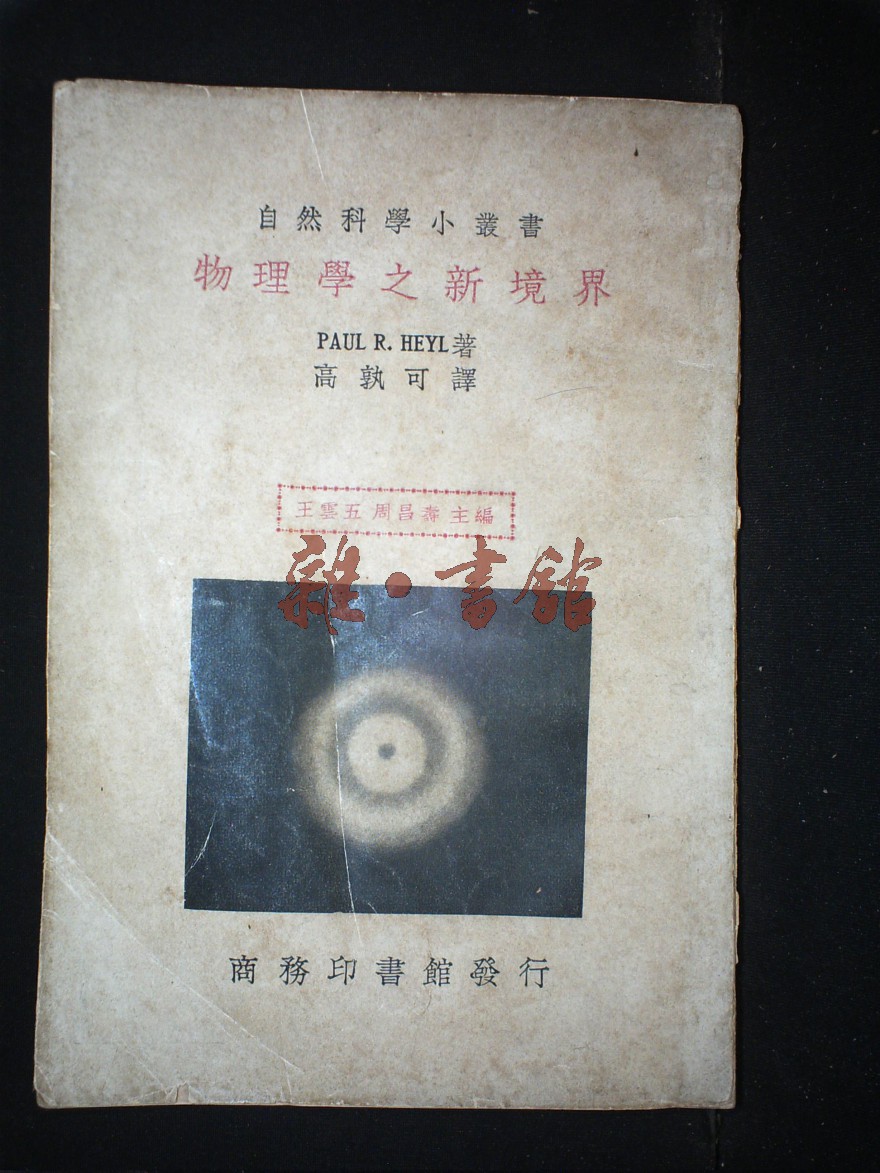 自然科學小叢書
物理學之新境界
PAUL R. HEYL著
高孰可譯
王雲五 周昌壽 主編
雜·書館
商務印書館發行